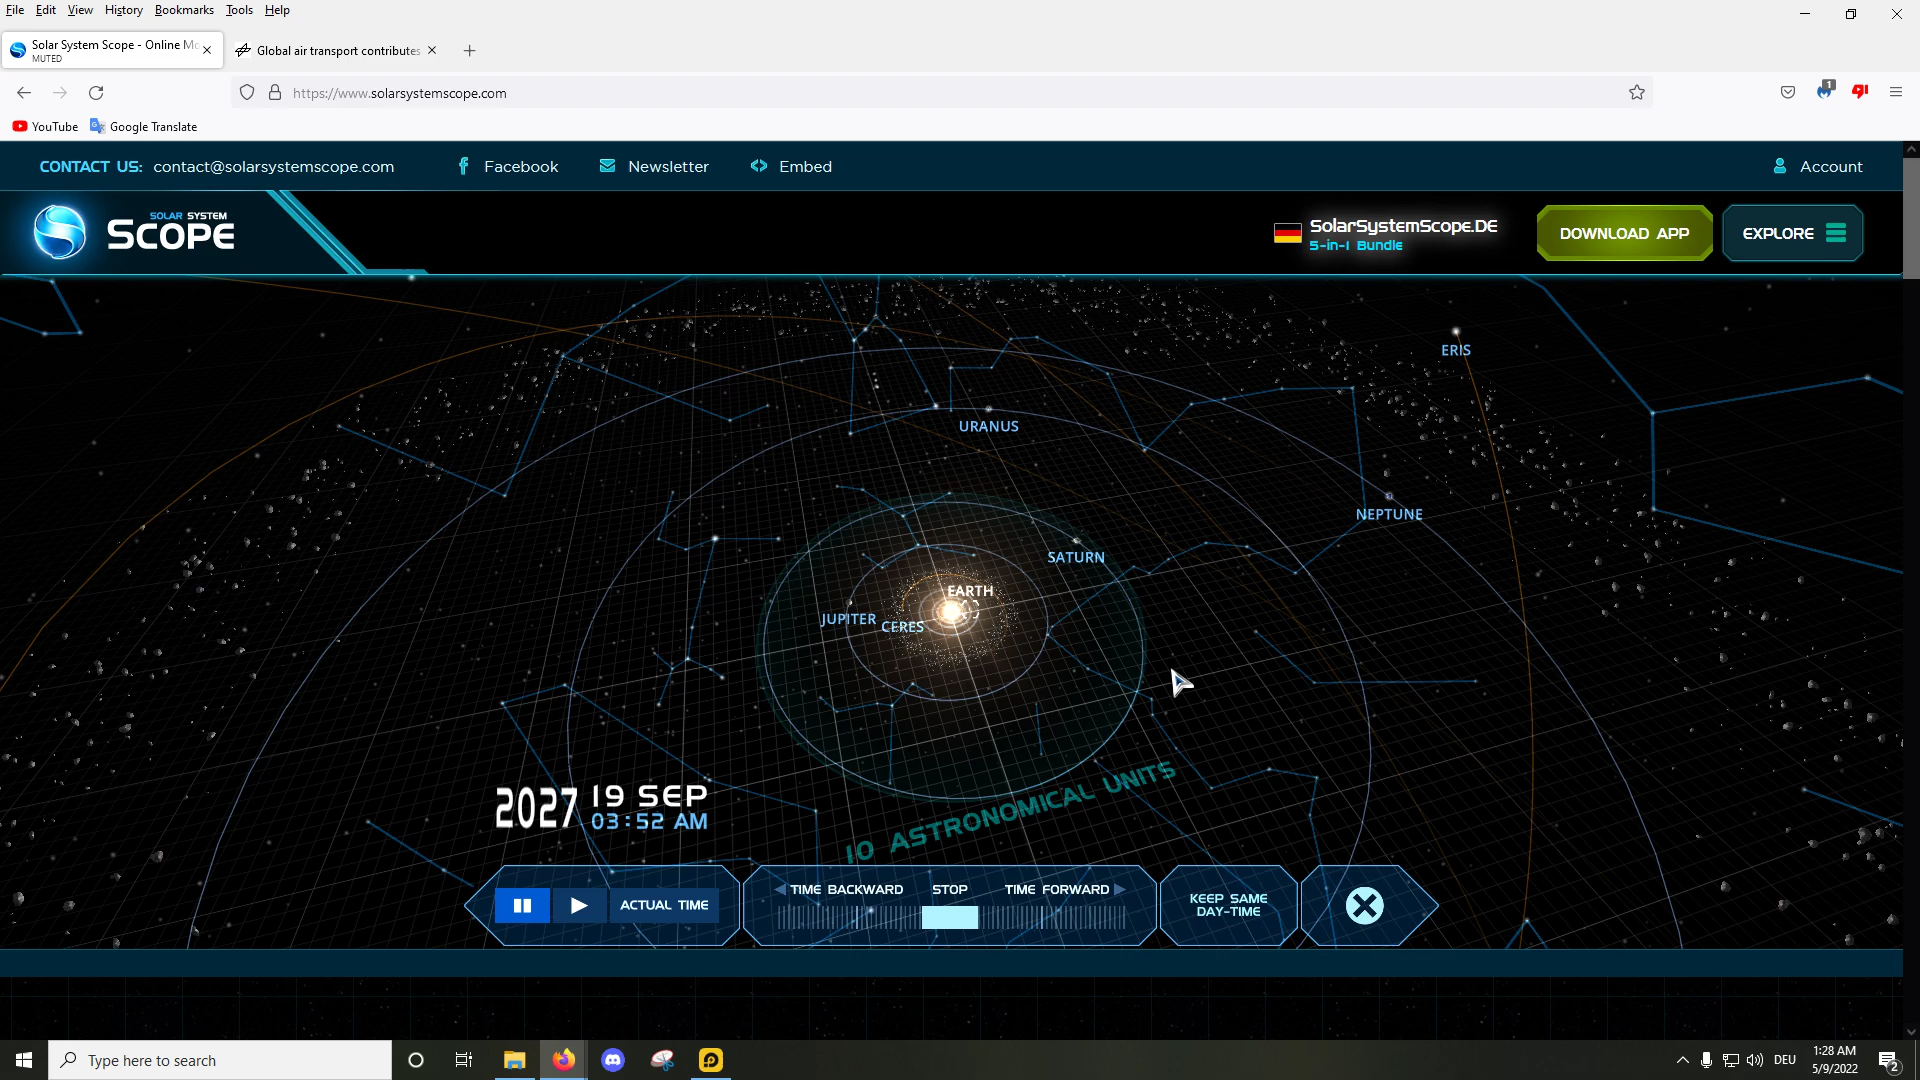 File Edit View History Bookmarks Tools Help
Solar System Scope - Online Mo
MUTED
Global air transport contributes
https://www.solarsystemscope.com
1
YouTube
Google Translate
CONTACT US: contact@solarsystemscope.com
Facebook
Newsletter
Embed
Account
SOLAR SYSTEM
SCOPE
SolarSystemScope.DE
5-in-1 Bundle
DOWNLOAD APP
EXPLORE
ERIS
URANUS
NEPTUNE
SATURN
EARTH
JUPITER
CERES
10 ASTRONOMICAL UNITS
2027 19 SEP
03:52 AM
ACTUAL TIME
TIME BACKWARD STOP TIME FORWARD
KEEP SAME
DAY-TIME
Type here to search
DEU
1:28 AM
5/9/2022
2